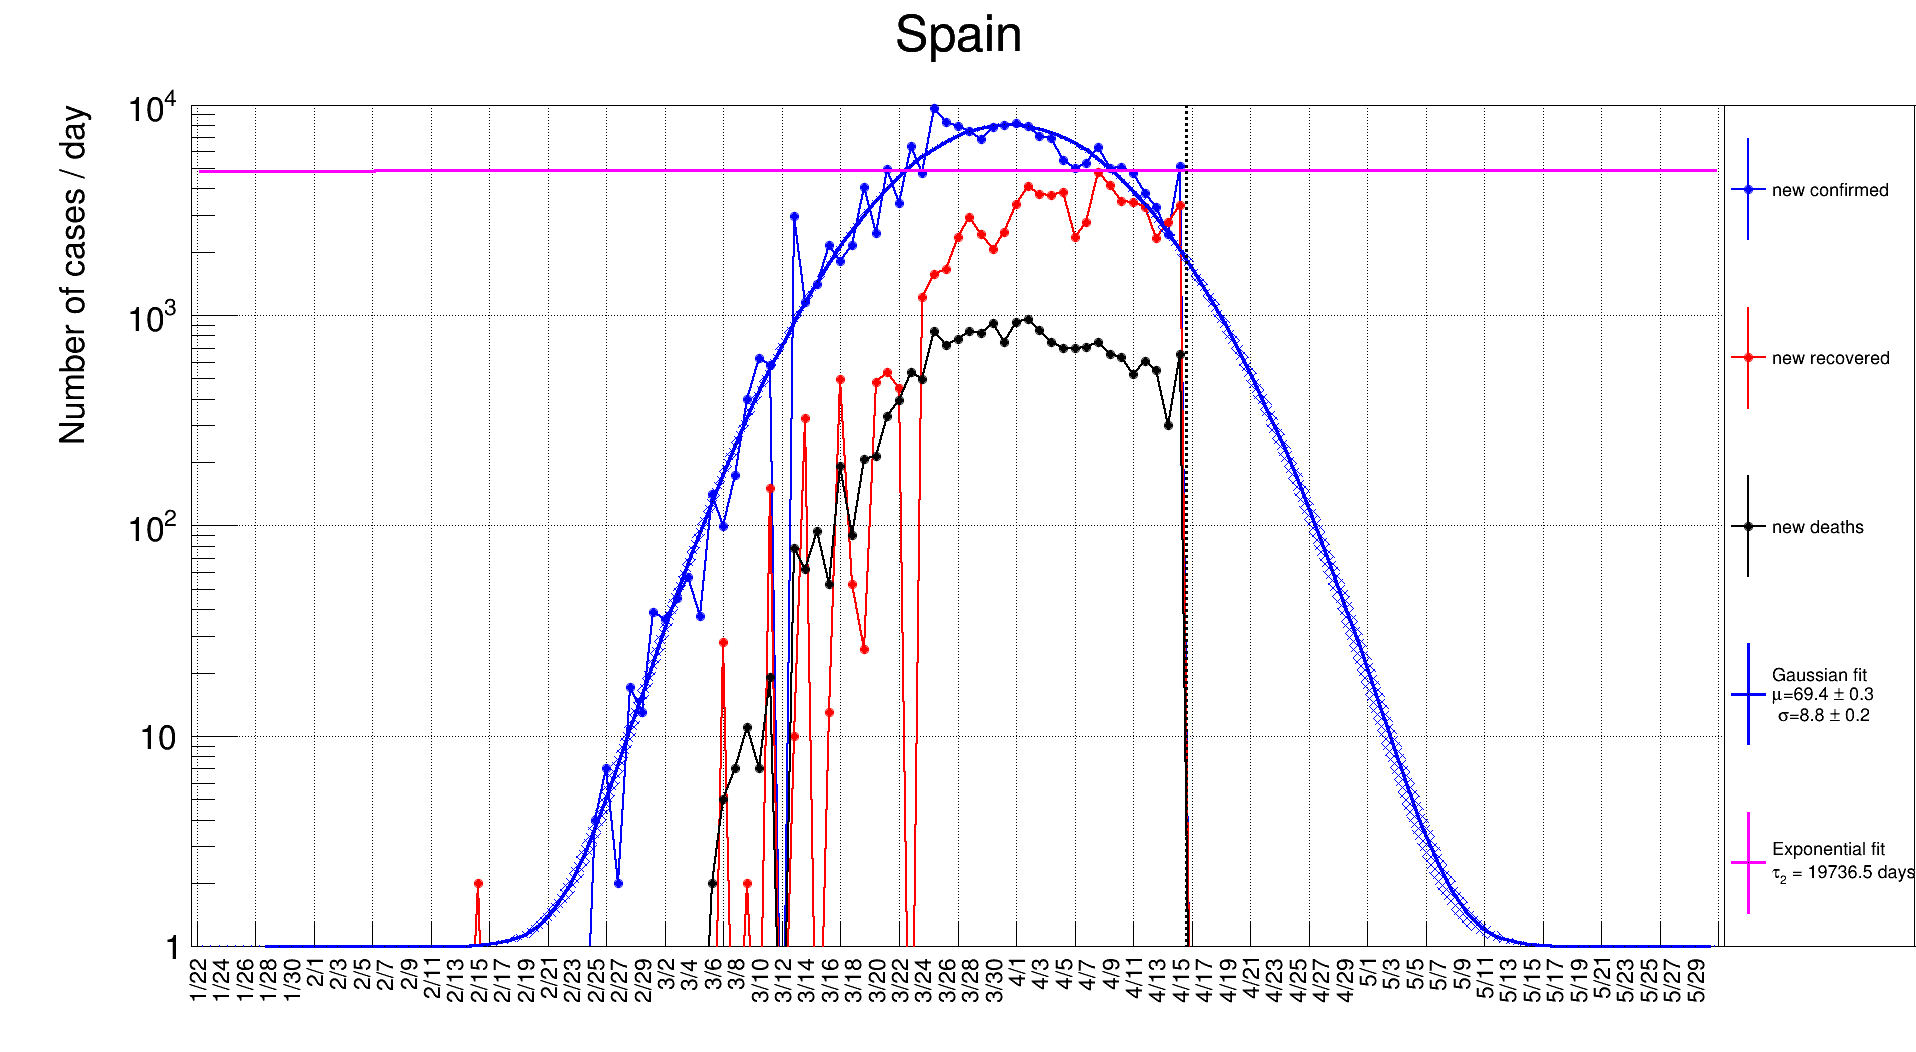 Spain
Number of cases / day
10⁴
10³
10²
10
1
1/22 1/24 1/26 1/28 1/30 2/1 2/3 2/5 2/7 2/9 2/11 2/13 2/15 2/17 2/19 2/21 2/23 2/25 2/27 2/29 3/2 3/4 3/6 3/8 3/10 3/12 3/14 3/16 3/18 3/20 3/22 3/24 3/26 3/28 3/30 4/1 4/3 4/5 4/7 4/9 4/11 4/13 4/15 4/17 4/19 4/21 4/23 4/25 4/27 4/29 5/1 5/3 5/5 5/7 5/9 5/11 5/13 5/15 5/17 5/19 5/21 5/23 5/25 5/27 5/29
new confirmed
new recovered
new deaths
Gaussian fit
μ=69.4 ± 0.3
σ=8.8 ± 0.2
Exponential fit
τ₂ = 19736.5 days